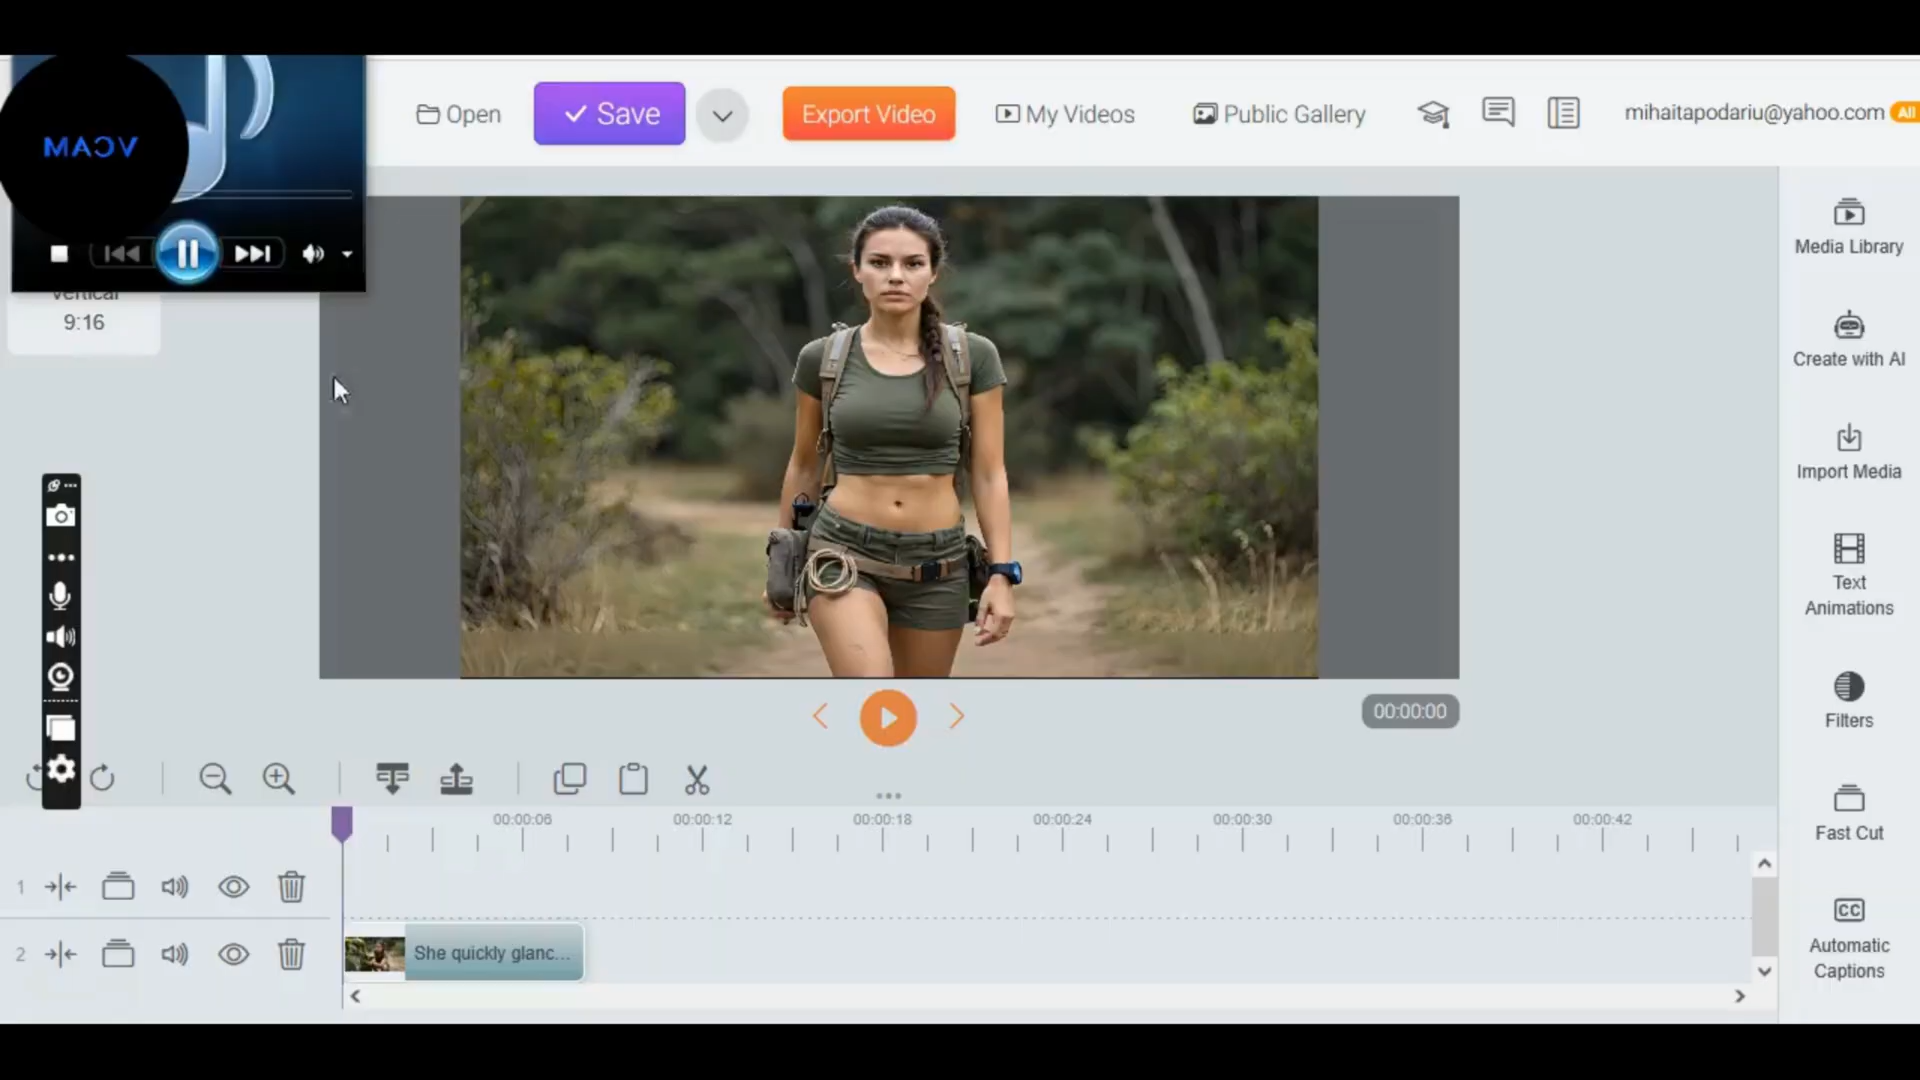 VCAM
Open
Save
Export Video
My Videos
Public Gallery
mihaitapodariu@yahoo.com
All
Vertical
9:16
Media Library
Create with AI
Import Media
Text
Animations
Filters
Fast Cut
CC
Automatic
Captions
00:00:00
00:00:06
00:00:12
00:00:18
00:00:24
00:00:30
00:00:36
00:00:42
1
2
She quickly glanc...